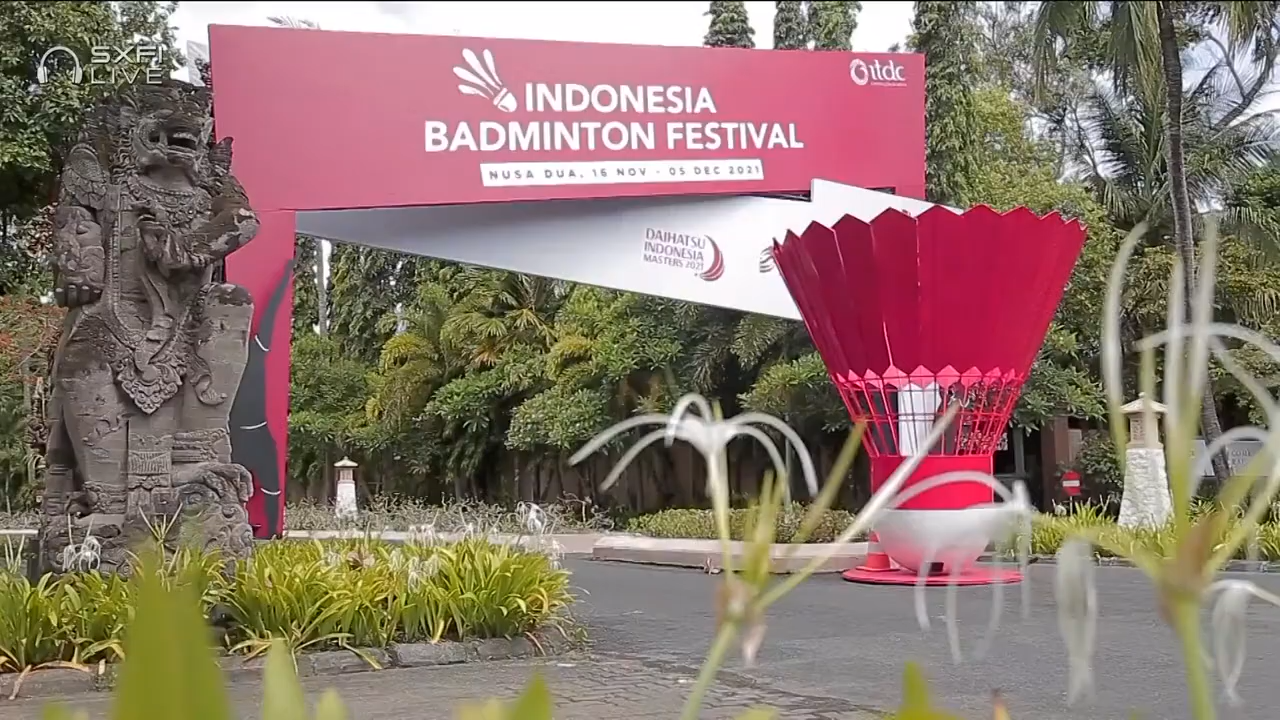 SXFI
LIVE
INDONESIA
BADMINTON FESTIVAL
NUSA DUA, 16 NOV - 05 DEC 2021
itdc
DAIHATSU
INDONESIA
MASTERS 2021